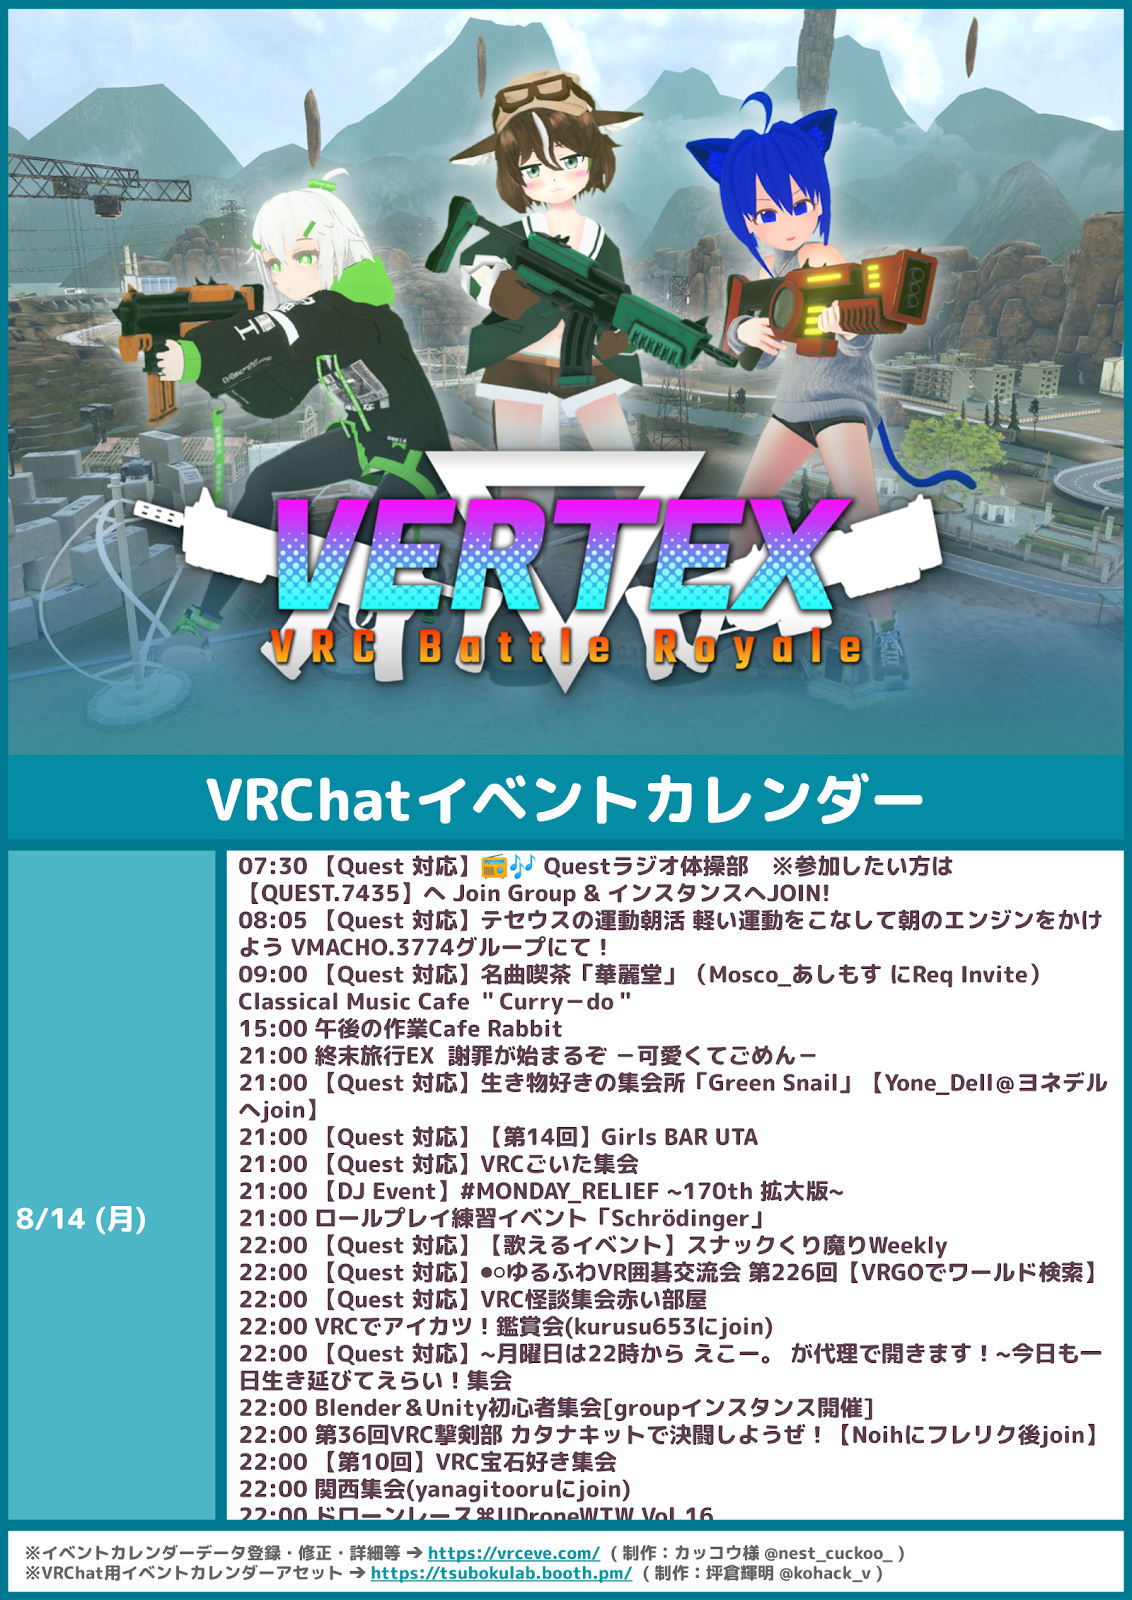 VERTEX
VRC Battle Royale
VRChatイベントカレンダー
8/14 (月)
07:30 【Quest 対応】📻🎶 Questラジオ体操部　※参加したい方は
【QUEST.7435】へ Join Group & インスタンスへJOIN!
08:05 【Quest 対応】テセウスの運動朝活 軽い運動をこなして朝のエンジンをかけ
よう VMACHO.3774グループにて！
09:00 【Quest 対応】名曲喫茶「華麗堂」（Mosco_あしもす にReq Invite）
Classical Music Cafe ＂Curry－do＂
15:00 午後の作業Cafe Rabbit
21:00 終末旅行EX 謝罪が始まるぞ －可愛くてごめん－
21:00 【Quest 対応】生き物好きの集会所「Green Snail」【Yone_Dell＠ヨネデル
へjoin】
21:00 【Quest 対応】【第14回】Girls BAR UTA
21:00 【Quest 対応】VRCごいた集会
21:00 【DJ Event】#MONDAY_RELIEF ~170th 拡大版~
21:00 ロールプレイ練習イベント「Schrödinger」
22:00 【Quest 対応】【歌えるイベント】スナックくり魔りWeekly
22:00 【Quest 対応】●○ゆるふわVR囲碁交流会 第226回【VRGOでワールド検索】
22:00 【Quest 対応】VRC怪談集会赤い部屋
22:00 VRCでアイカツ！鑑賞会(kurusu653にjoin)
22:00 【Quest 対応】~月曜日は22時から えこー。 が代理で開きます！~今日も一
日生き延びてえらい！集会
22:00 Blender＆Unity初心者集会[groupインスタンス開催]
22:00 第36回VRC撃剣部 カタナキットで決闘しようぜ！【Noihにフレリク後join】
22:00 【第10回】VRC宝石好き集会
22:00 関西集会(yanagitooruにjoin)
22:00 ドローンレース⌘UDroneWTW Vol.16
※イベントカレンダーデータ登録・修正・詳細等 ➔ https://vrceve.com/ ( 制作：カッコウ様 @nest_cuckoo_ )
※VRChat用イベントカレンダーアセット ➔ https://tsubokulab.booth.pm/ ( 制作：坪倉輝明 @kohack_v )